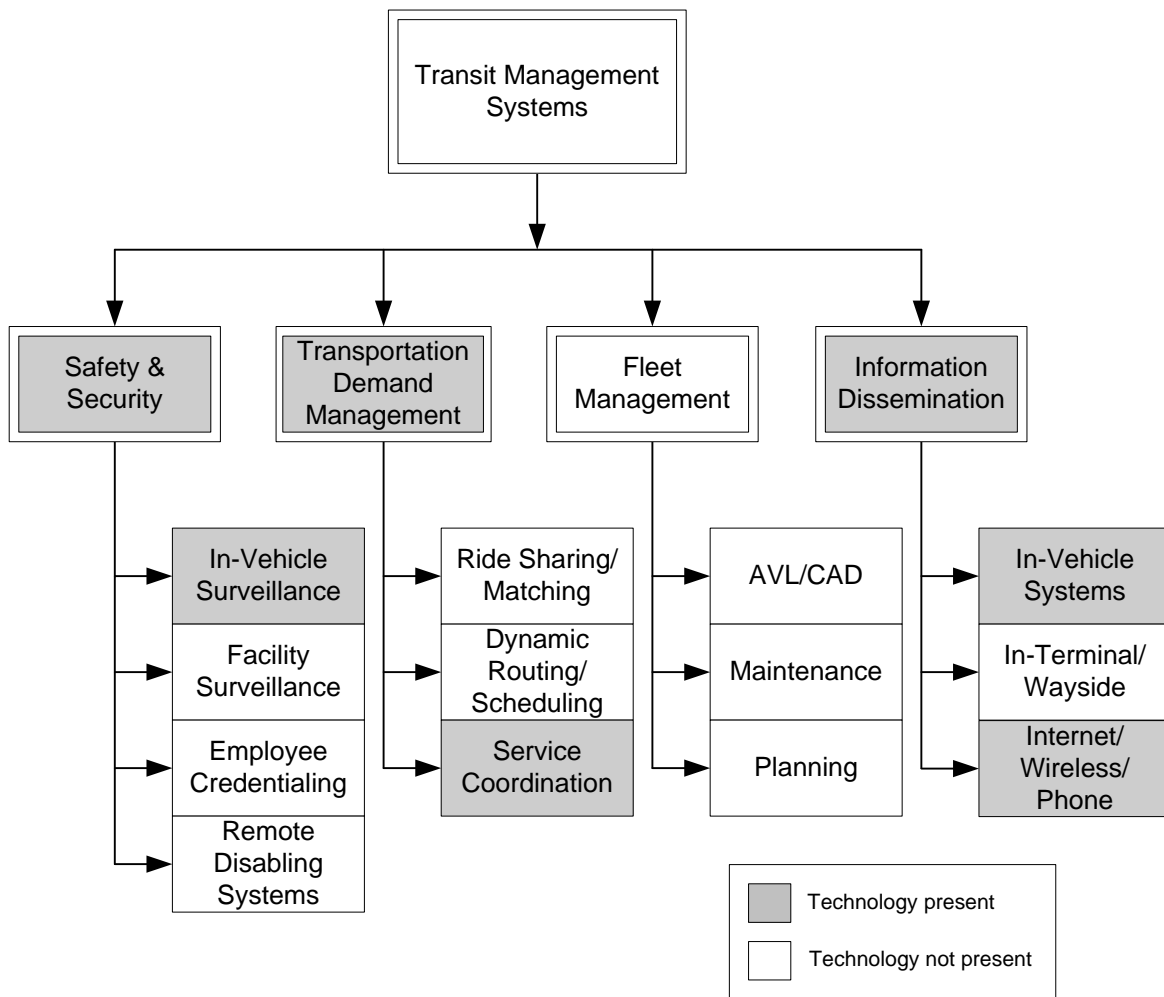 Transit Management
Systems
Safety &
Security
Transportation
Demand
Management
Fleet
Management
Information
Dissemination
In-Vehicle
Surveillance
Facility
Surveillance
Employee
Credentialing
Remote
Disabling
Systems
Ride Sharing/
Matching
Dynamic
Routing/
Scheduling
Service
Coordination
AVL/CAD
Maintenance
Planning
In-Vehicle
Systems
In-Terminal/
Wayside
Internet/
Wireless/
Phone
Technology present
Technology not present